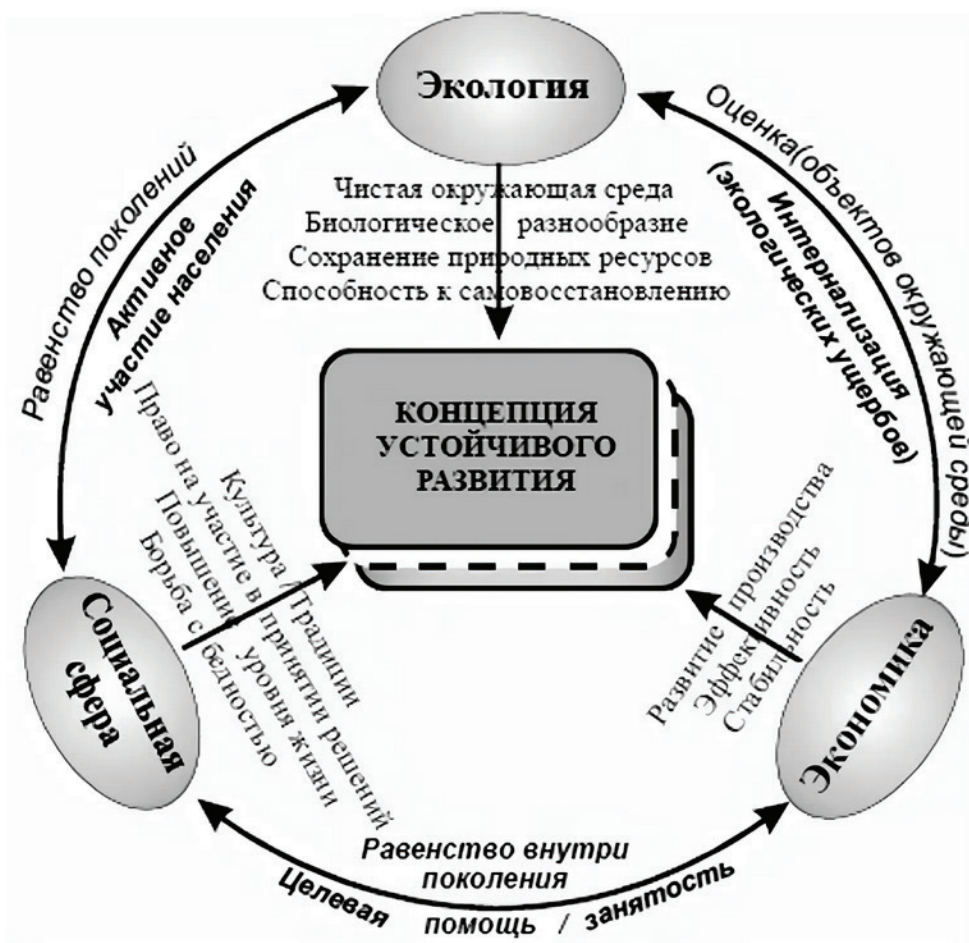 Экология
Равенство поколений
Активное
участие населения
Оценка(объектов окружающей среды)
Интернализация
(экологических ущербов)
Чистая окружающая среда
Биологическое разнообразие
Сохранение природных ресурсов
Способность к самовосстановлению
КОНЦЕПЦИЯ
УСТОЙЧИВОГО
РАЗВИТИЯ
Социальная
сфера
Культура / Традиции
Право на участие в принятии решений
Повышение уровня жизни
Борьба с бедностью
Развитие производства
Эффективность
Стабильность
Экономика
Равенство внутри
поколения
Целевая помощь / занятость